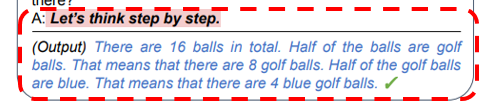 there?
A: Let's think step by step.
(Output) There are 16 balls in total. Half of the balls are golf
balls. That means that there are 8 golf balls. Half of the golf balls
are blue. That means that there are 4 blue golf balls. ✓